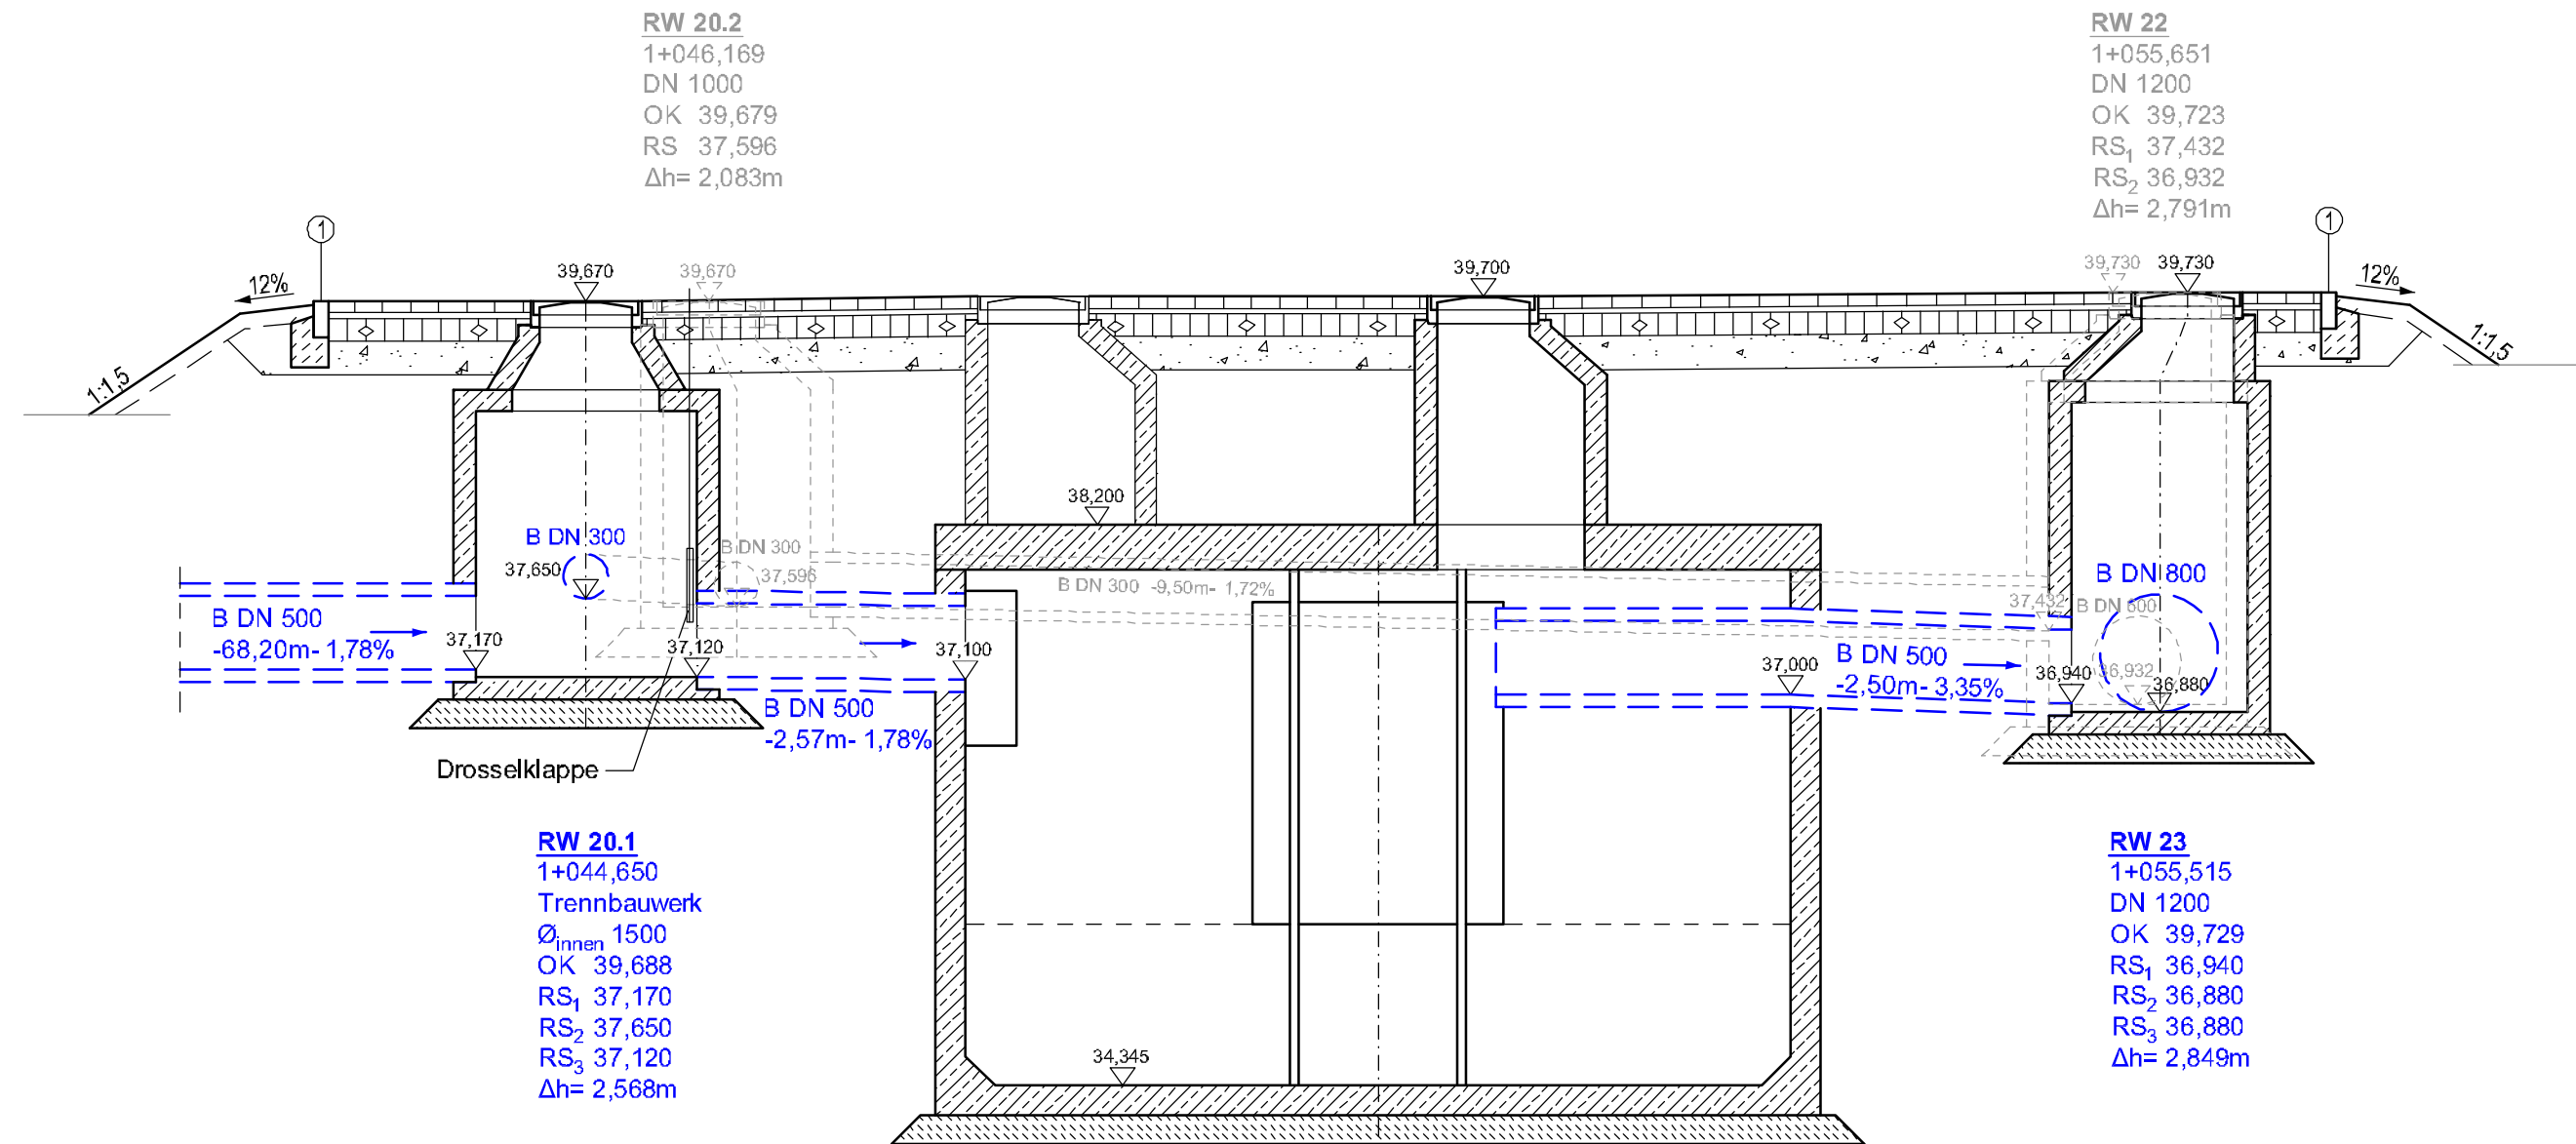 RW 20.2
1+046,169
DN 1000
OK 39,679
RS 37,596
Δh= 2,083m
RW 22
1+055,651
DN 1200
OK 39,723
RS1 37,432
RS2 36,932
Δh= 2,791m
1
1
12%
39,670
39,670
39,700
39,730
39,730
12%
1:1,5
1:1,5
38,200
B DN 300
B DN 300
37,650
37,596
B DN 300 -9,50m- 1,72%
B DN 800
37,432
B DN 600
B DN 500
-68,20m- 1,78%
37,170
37,120
37,100
37,000
B DN 500
-2,50m- 3,35%
36,940
36,932
36,880
B DN 500
-2,57m- 1,78%
Drosselklappe
RW 20.1
1+044,650
Trennbauwerk
Øinnen 1500
OK 39,688
RS1 37,170
RS2 37,650
RS3 37,120
Δh= 2,568m
RW 23
1+055,515
DN 1200
OK 39,729
RS1 36,940
RS2 36,880
RS3 36,880
Δh= 2,849m
34,345